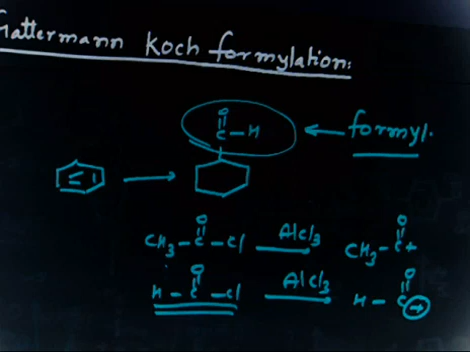 Gattermann Koch formylation:
O
C-H ← formyl.
→
O O
CH3-C-Cl AlCl3→ CH3-C+
O O
H-C-Cl AlCl3→ H-C+